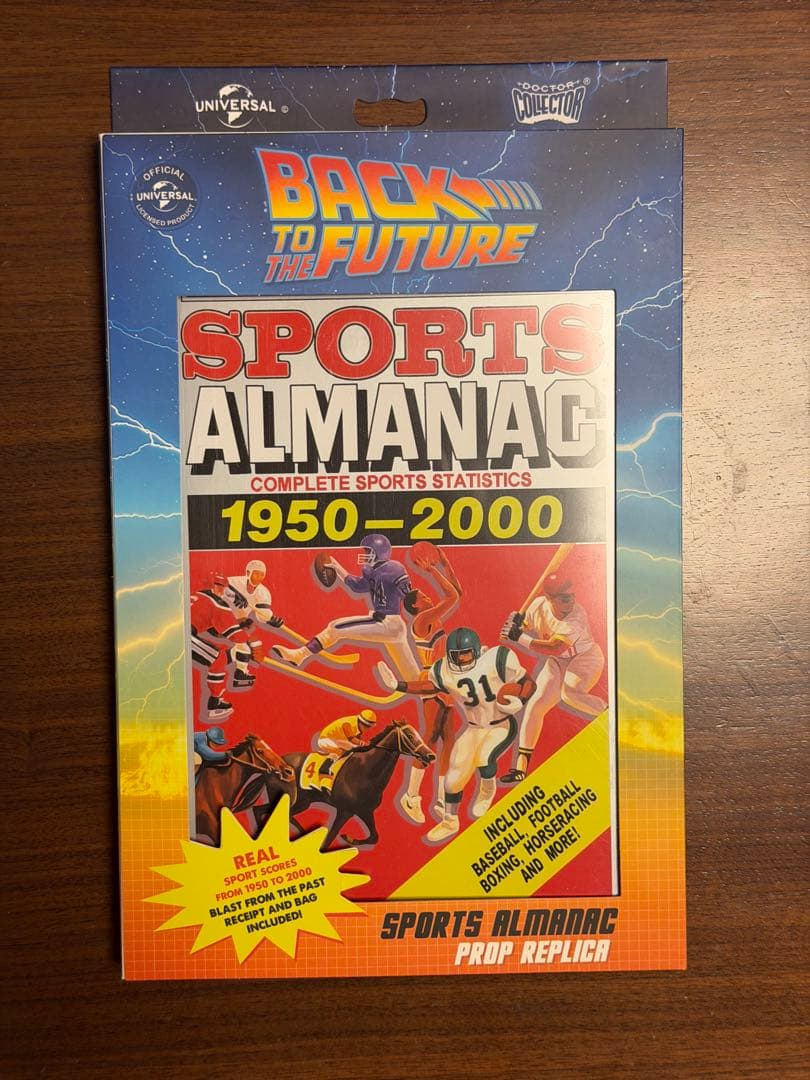 UNIVERSAL ©
DOCTOR
COLLECTOR ®
OFFICIAL
UNIVERSAL
LICENSED PRODUCT
BACK
TO
THE FUTURE ™
SPORTS
ALMANAC
COMPLETE SPORTS STATISTICS
1950–2000
84
31
4
INCLUDING
BASEBALL, FOOTBALL
BOXING, HORSERACING
AND MORE!
REAL
SPORT SCORES
FROM 1950 TO 2000
BLAST FROM THE PAST
RECEIPT AND BAG
INCLUDED!
SPORTS ALMANAC
PROP REPLICA